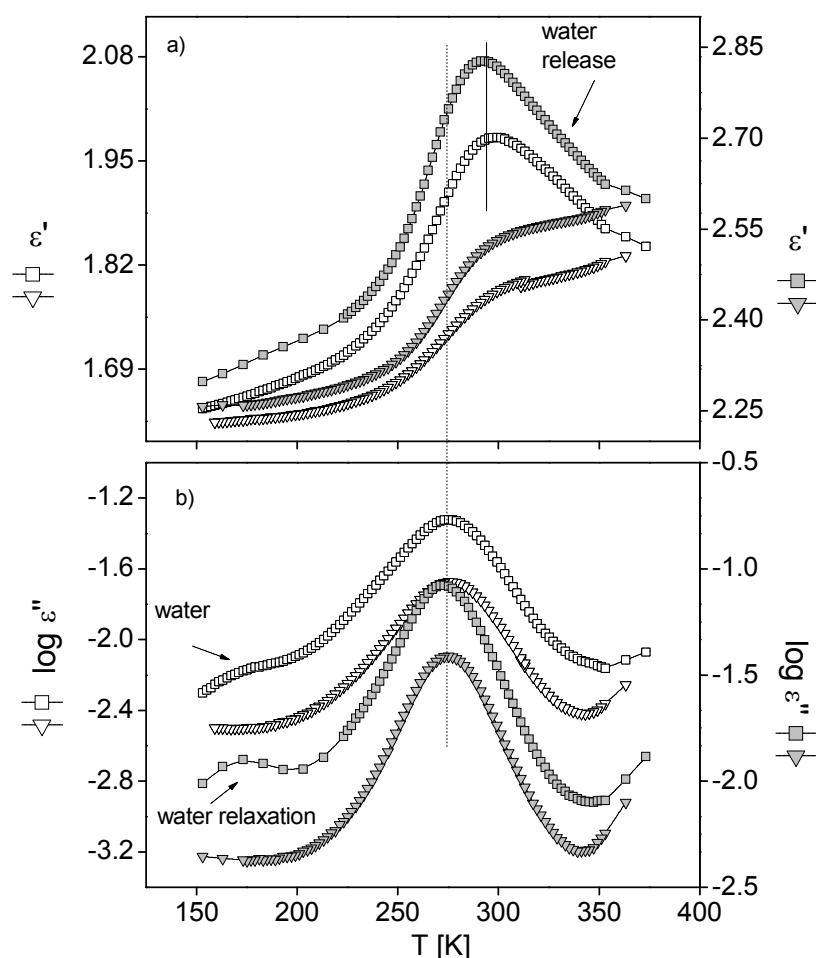 a)
water
release
2.08
1.95
1.82
1.69
ε'
2.85
2.70
2.55
2.40
2.25
ε'
b)
-1.2
-1.6
-2.0
-2.4
-2.8
-3.2
log ε"
water
water relaxation
-0.5
-1.0
-1.5
-2.0
-2.5
log ε"
150 200 250 300 350 400
T [K]